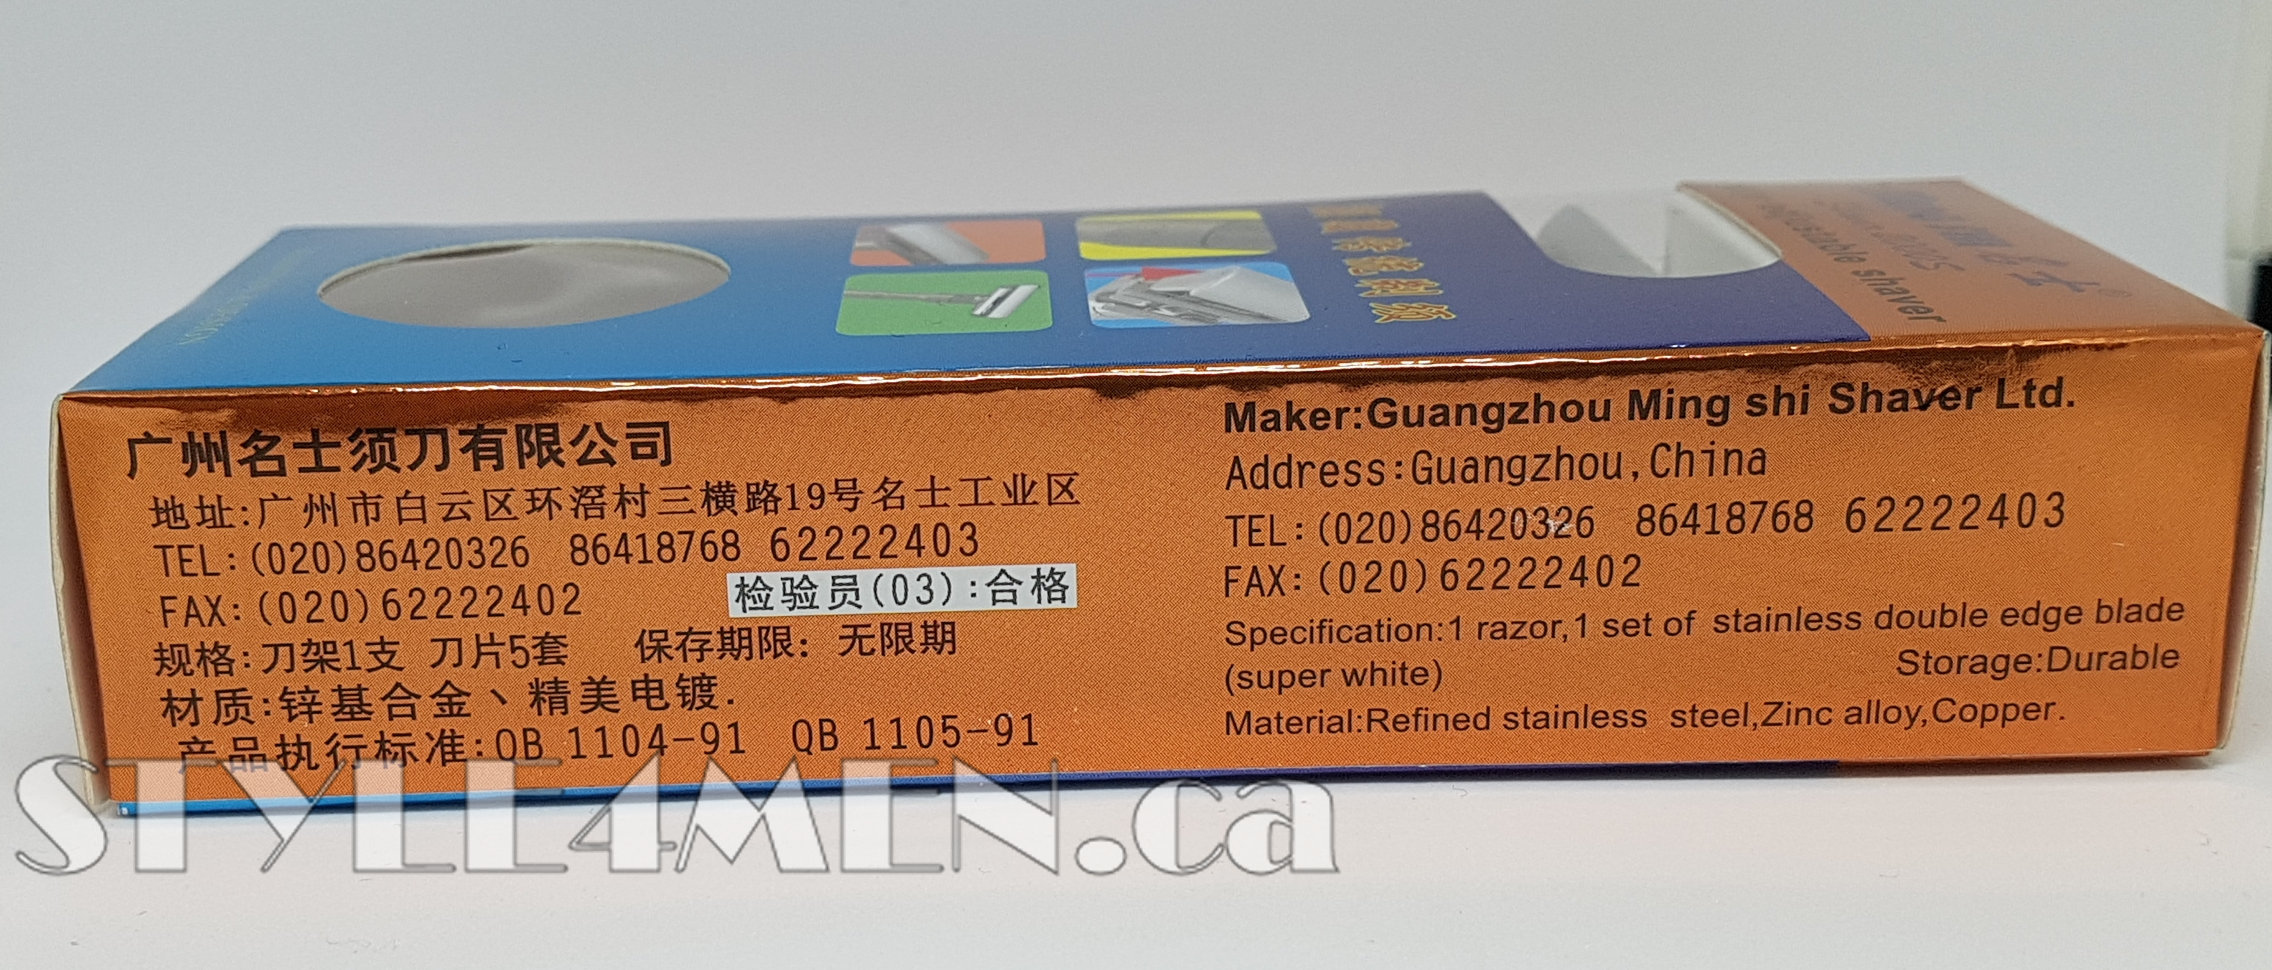 2000S
adjustable shaver
名士®
广州名士须刀有限公司
地址:广州市白云区环滘村三横路19号名士工业区
TEL:(020)86420326 86418768 62222403
FAX:(020)62222402
检验员(03):合格
规格:刀架1支 刀片5套 保存期限: 无限期
材质:锌基合金、精美电镀.
产品执行标准:QB 1104-91 QB 1105-91
Maker:Guangzhou Ming shi Shaver Ltd.
Address:Guangzhou,China
TEL:(020)86420326 86418768 62222403
FAX:(020)62222402
Specification:1 razor,1 set of stainless double edge blade
(super white) Storage:Durable
Material:Refined stainless steel,Zinc alloy,Copper.
STYLE4MEN.ca